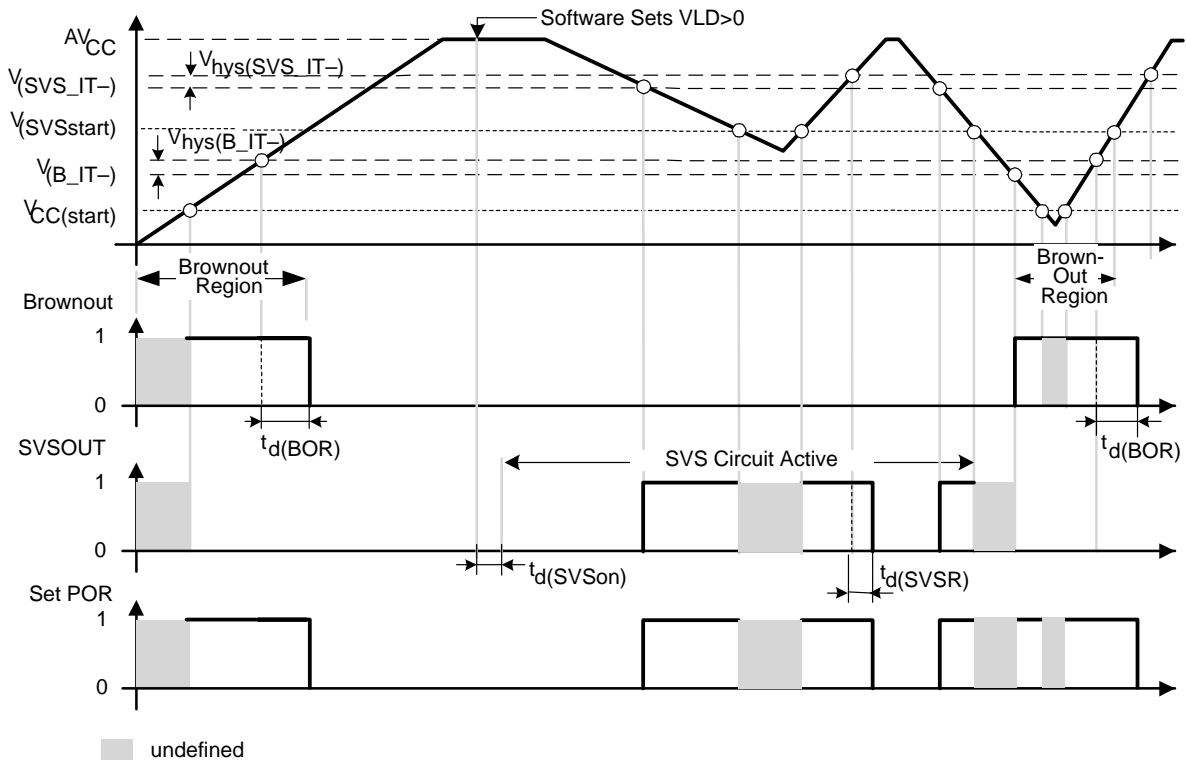 Software Sets VLD>0
AVCC
Vhys(SVS_IT–)
V(SVS_IT–)
V(SVSstart)
Vhys(B_IT–)
V(B_IT–)
VCC(start)
Brownout
Region
Brown-
Out
Region
Brownout
1
0
td(BOR)
td(BOR)
SVSOUT
SVS Circuit Active
1
0
td(SVSon)
td(SVSR)
Set POR
1
0
undefined